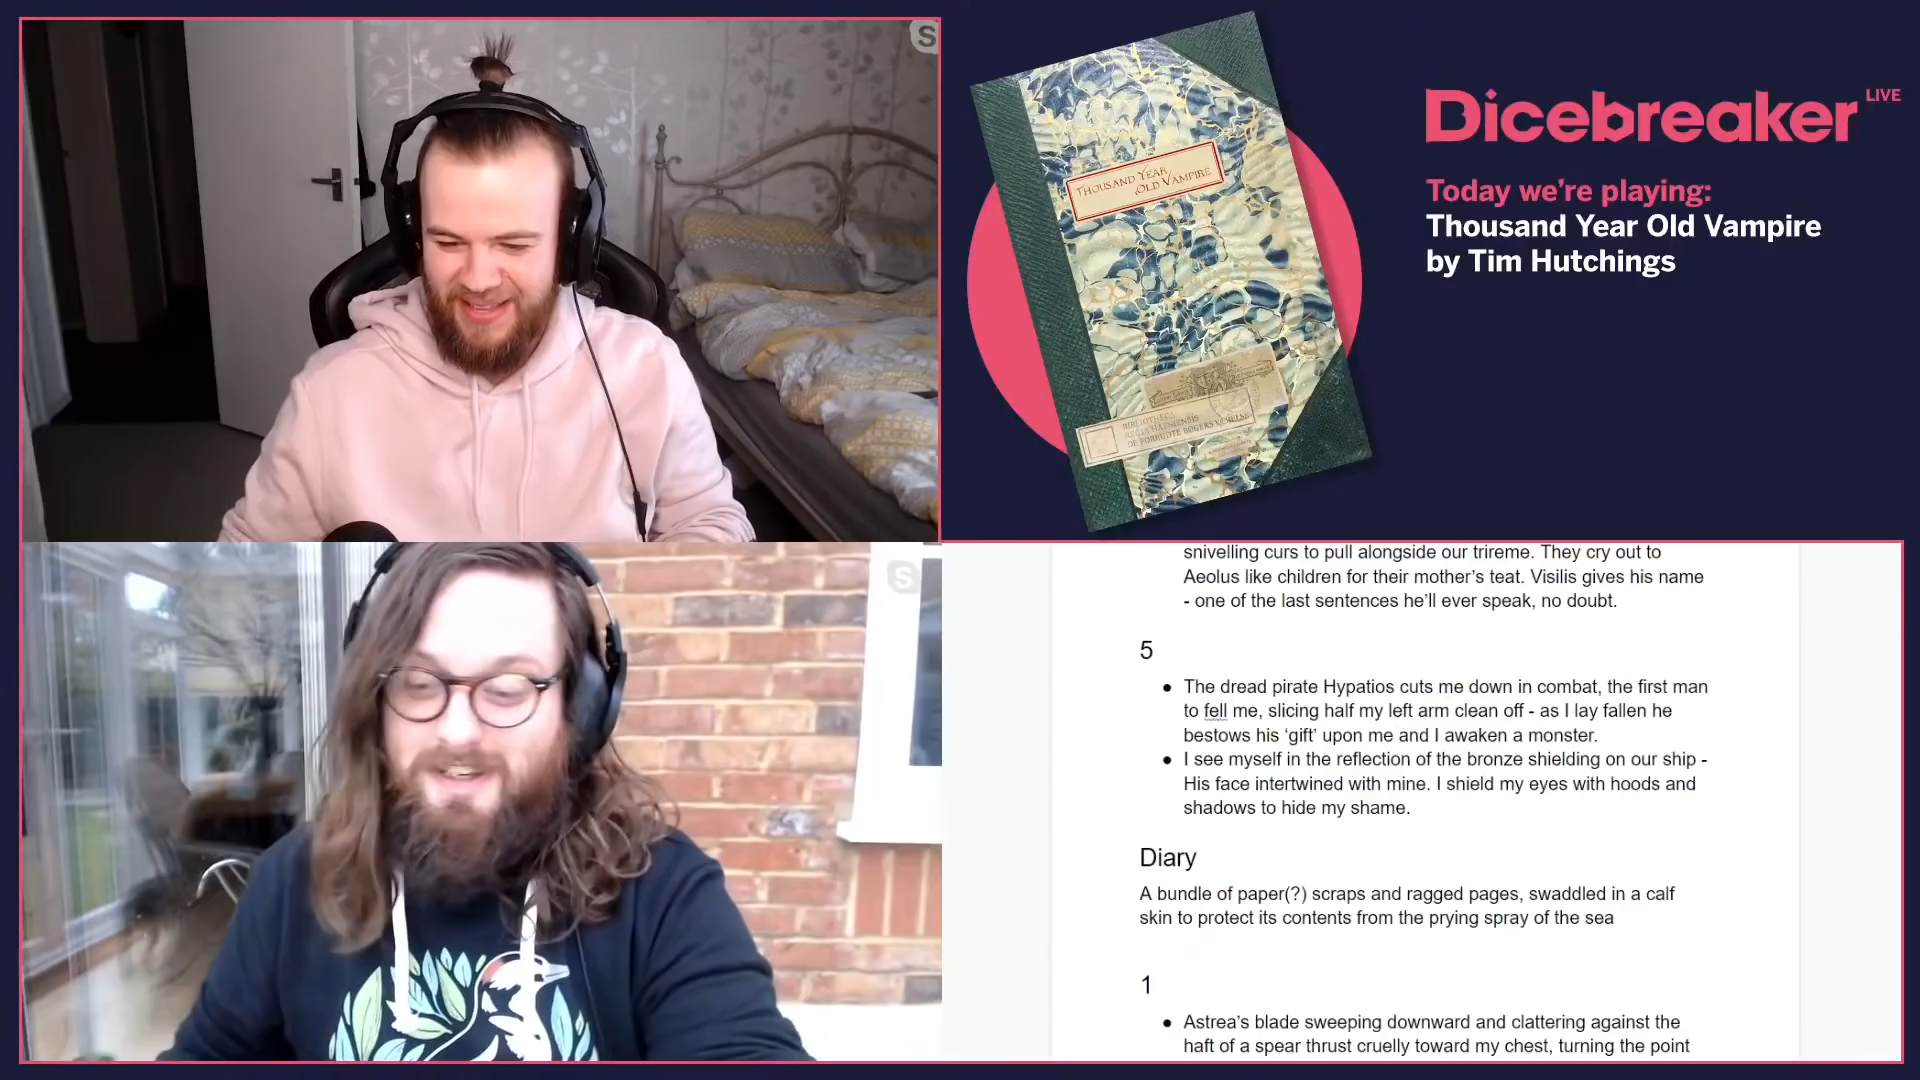 S
Dicebreaker LIVE
Today we're playing:
Thousand Year Old Vampire
by Tim Hutchings
THOUSAND YEAR
OLD VAMPIRE
BIBLIOTHECA
REGIA HAFNIENSIS
DE FORBUDTE BOGERS VÆRELSE
S
snivelling curs to pull alongside our trireme. They cry out to
Aeolus like children for their mother's teat. Visilis gives his name
- one of the last sentences he'll ever speak, no doubt.
5
● The dread pirate Hypatios cuts me down in combat, the first man
to fell me, slicing half my left arm clean off - as I lay fallen he
bestows his 'gift' upon me and I awaken a monster.
● I see myself in the reflection of the bronze shielding on our ship -
His face intertwined with mine. I shield my eyes with hoods and
shadows to hide my shame.
Diary
A bundle of paper(?) scraps and ragged pages, swaddled in a calf
skin to protect its contents from the prying spray of the sea
1
● Astrea's blade sweeping downward and clattering against the
haft of a spear thrust cruelly toward my chest, turning the point